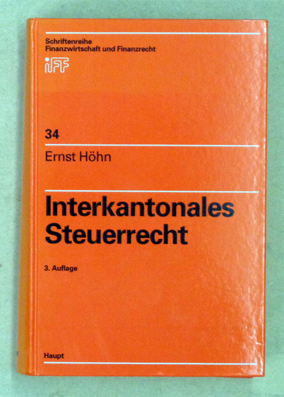 Schriftenreihe
Finanzwirtschaft und Finanzrecht
iFF
34
Ernst Höhn
Interkantonales
Steuerrecht
3. Auflage
Haupt